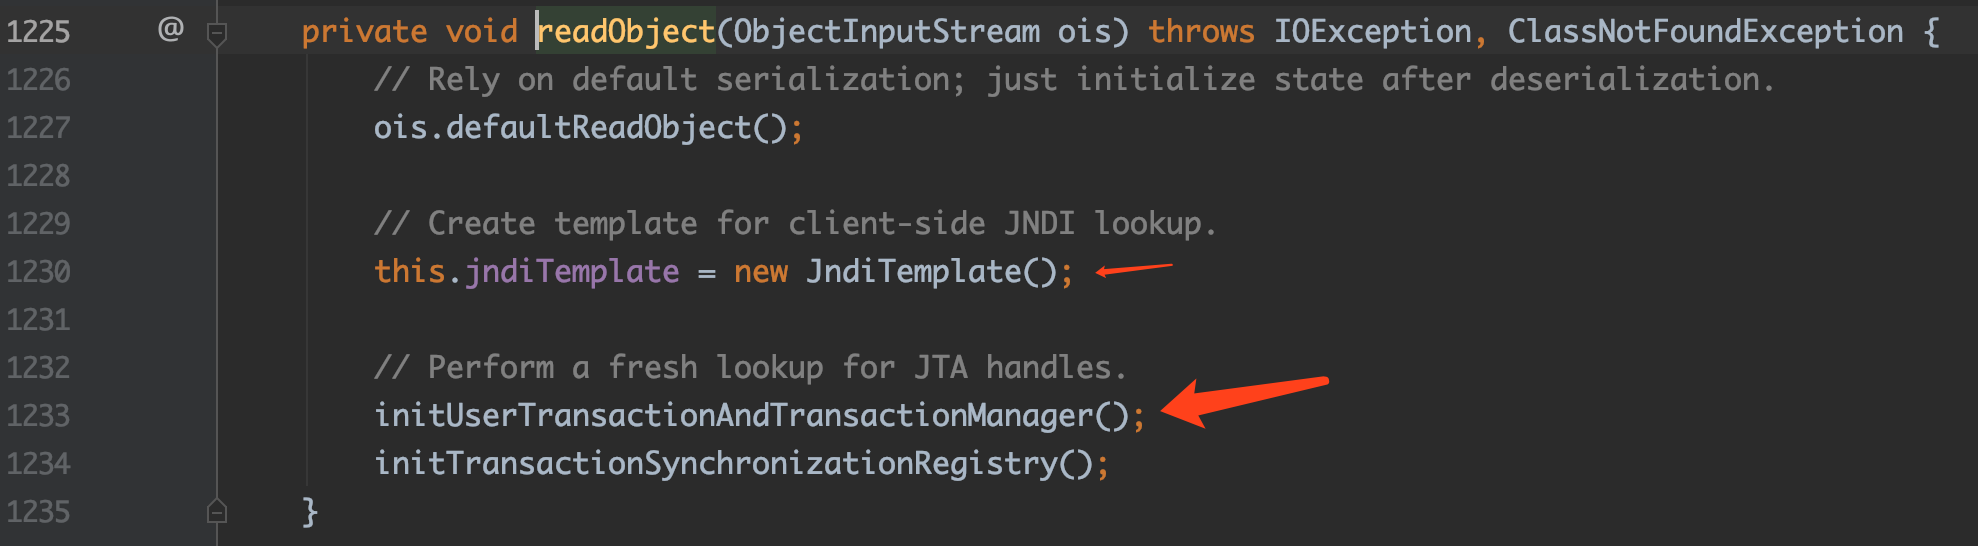 1225 @ private void readObject(ObjectInputStream ois) throws IOException, ClassNotFoundException {
1226 // Rely on default serialization; just initialize state after deserialization.
1227 ois.defaultReadObject();
1228
1229 // Create template for client-side JNDI lookup.
1230 this.jndiTemplate = new JndiTemplate();
1231
1232 // Perform a fresh lookup for JTA handles.
1233 initUserTransactionAndTransactionManager();
1234 initTransactionSynchronizationRegistry();
1235 }